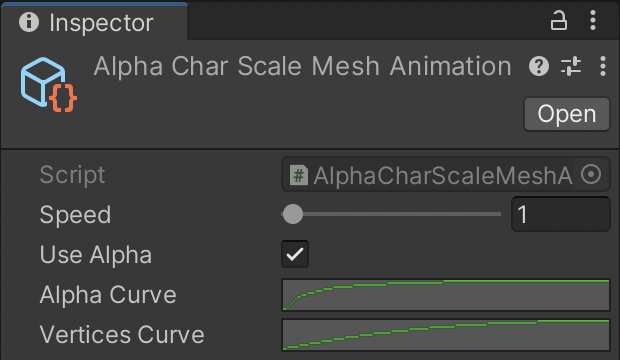 Inspector
Alpha Char Scale Mesh Animation
Open
Script # AlphaCharScaleMeshA
Speed 1
Use Alpha
Alpha Curve
Vertices Curve